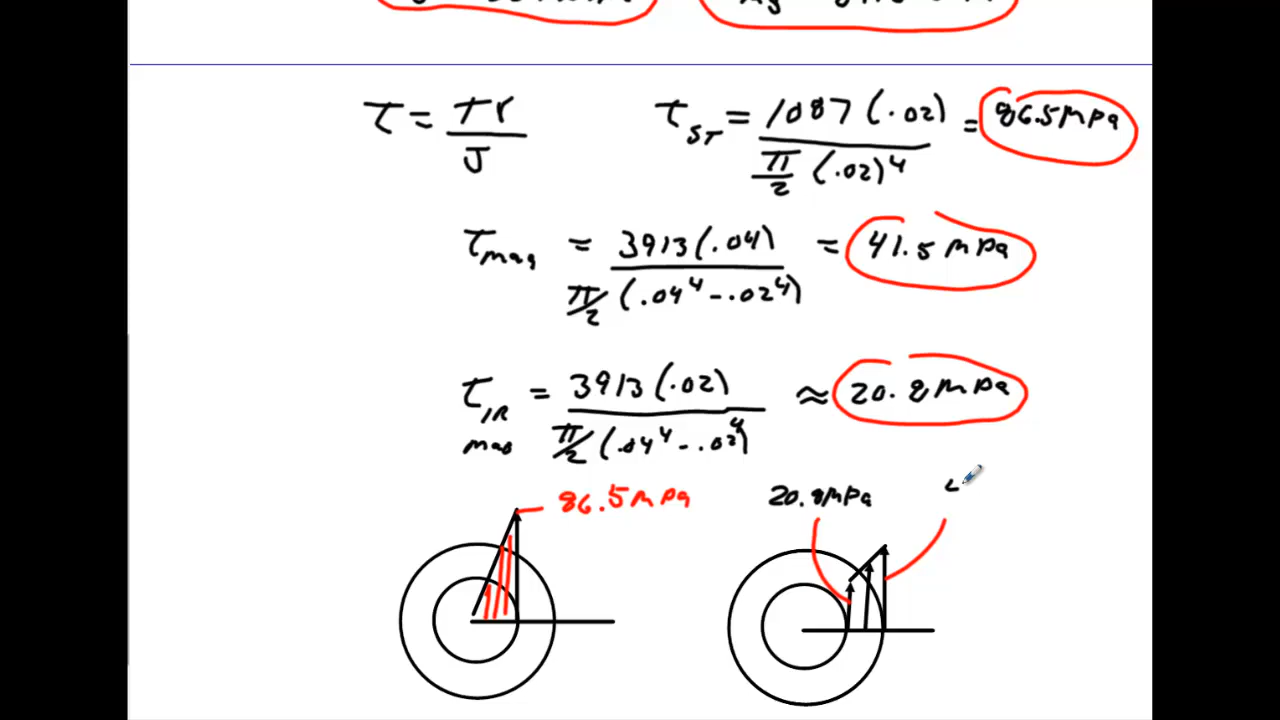 τ = Tr/J
τ_ST = 1087(.02) / π/2 (.02)^4 = 86.5 mPa
τ_mag = 3913(.04) / π/2 (.04^4 - .02^4) = 41.5 mPa
τ_IR max = 3913(.02) / π/2 (.04^4 - .02^4) ≈ 20.8 mPa
86.5 mPa
20.8 mPa